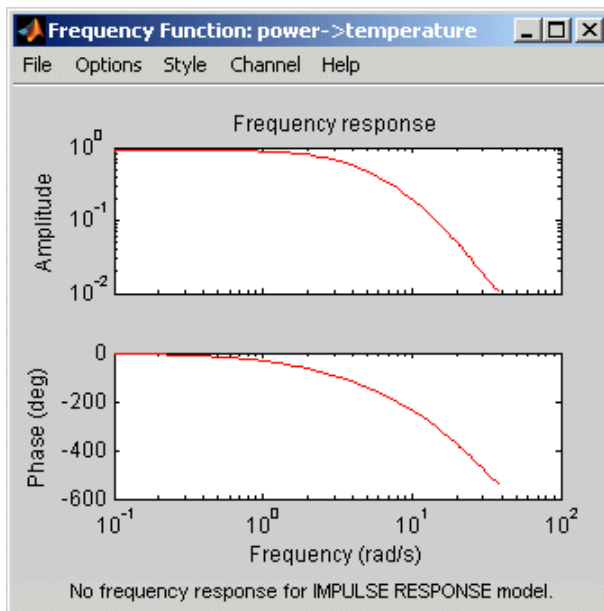 Frequency Function: power->temperature
File Options Style Channel Help
Frequency response
Amplitude
10^0
10^-1
10^-2
Phase (deg)
0
-200
-400
-600
10^-1 10^0 10^1 10^2
Frequency (rad/s)
No frequency response for IMPULSE RESPONSE model.